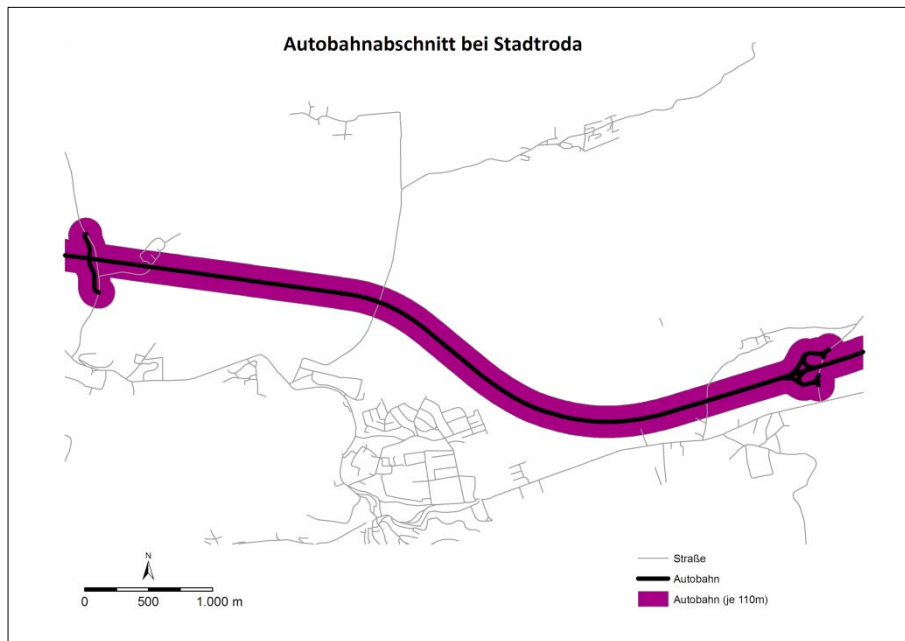 Autobahnabschnitt bei Stadtroda
N
0 500 1.000 m
Straße
Autobahn
Autobahn (je 110m)